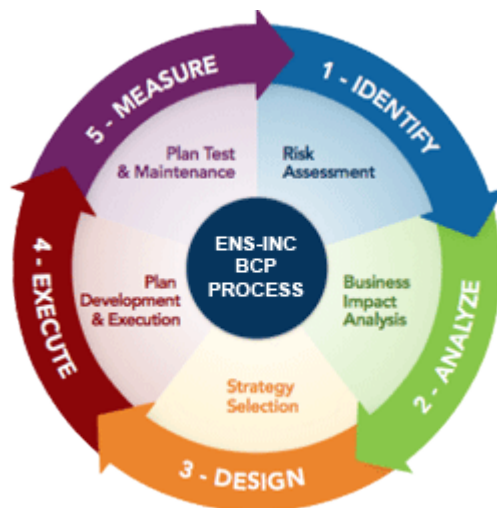 ENS-INC
BCP
PROCESS
1 - IDENTIFY
Risk
Assessment
2 - ANALYZE
Business
Impact
Analysis
3 - DESIGN
Strategy
Selection
4 - EXECUTE
Plan
Development
& Execution
5 - MEASURE
Plan Test
& Maintenance